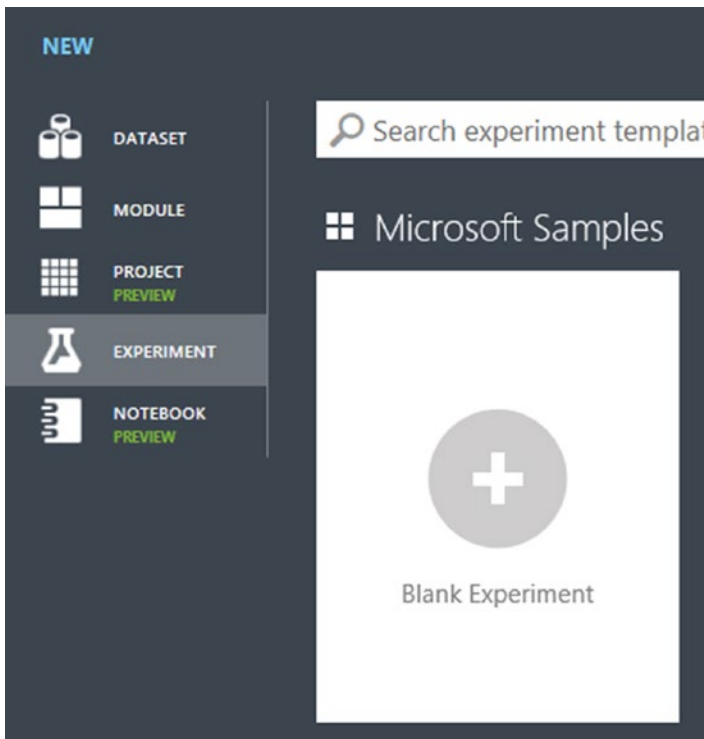 NEW
DATASET
MODULE
PROJECT
PREVIEW
EXPERIMENT
NOTEBOOK
PREVIEW
Search experiment templat
Microsoft Samples
Blank Experiment